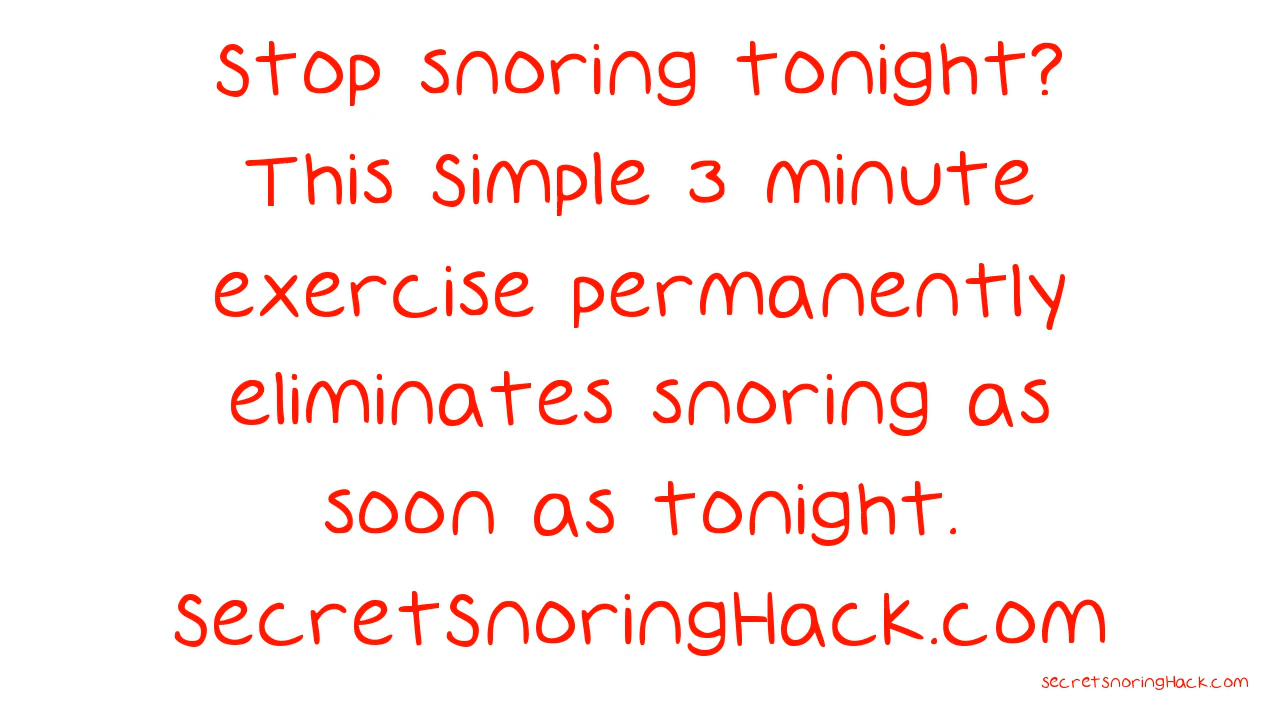 Stop snoring tonight?
This Simple 3 minute
exercise permanently
eliminates snoring as
soon as tonight.
SecretSnoringHack.com
secretsnoringHack.com